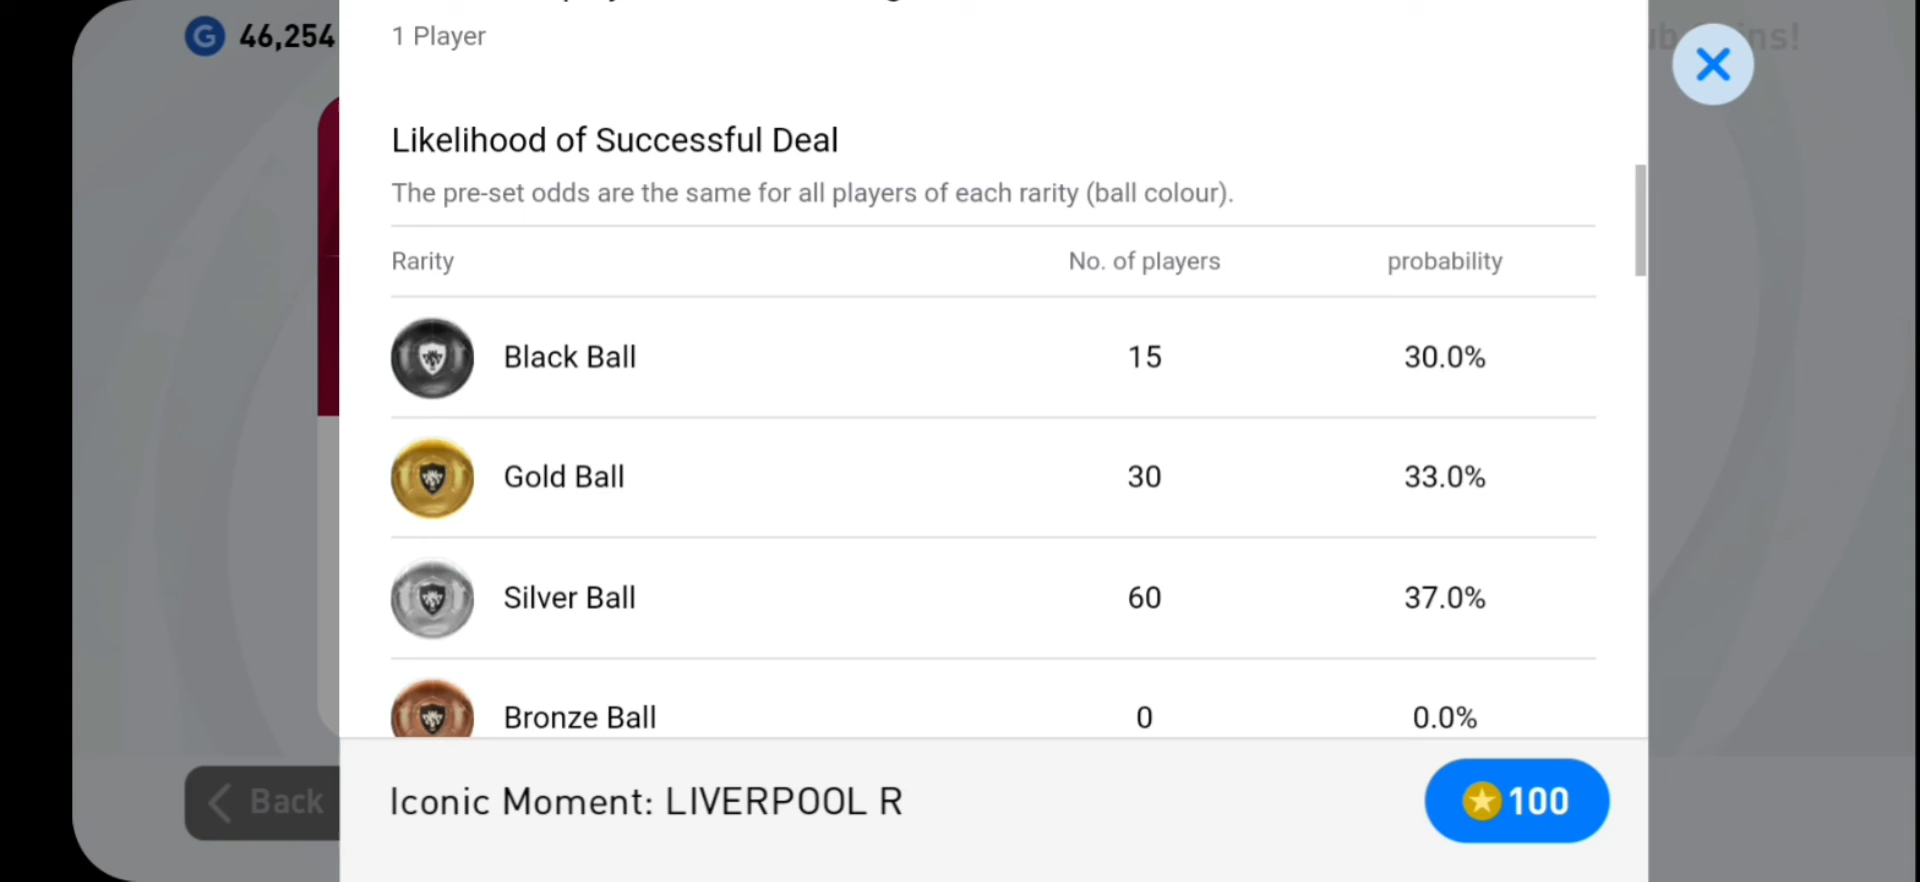 46,254
1 Player
Likelihood of Successful Deal
The pre-set odds are the same for all players of each rarity (ball colour).
Rarity No. of players probability
Black Ball 15 30.0%
Gold Ball 30 33.0%
Silver Ball 60 37.0%
Bronze Ball 0 0.0%
Back
Iconic Moment: LIVERPOOL R
100